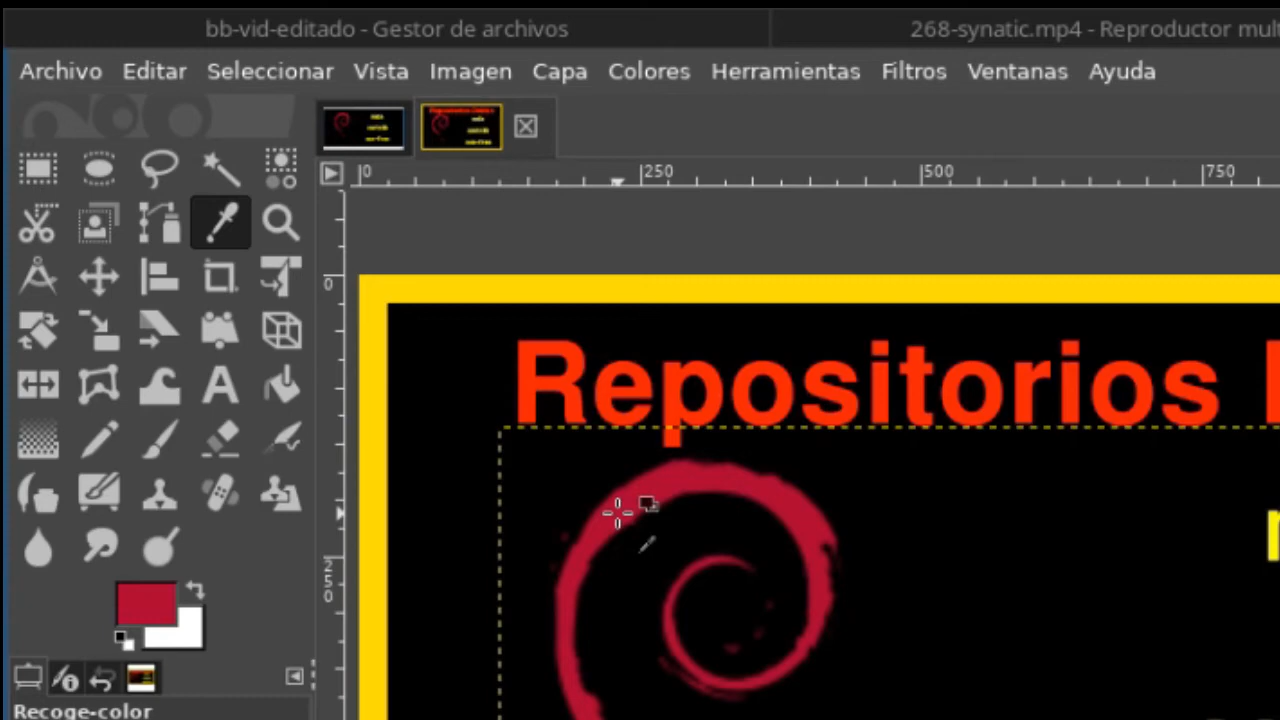 bb-vid-editado - Gestor de archivos
268-synatic.mp4 - Reproductor mul
Archivo Editar Seleccionar Vista Imagen Capa Colores Herramientas Filtros Ventanas Ayuda
0 250 500 750
0
Repositorios
250
Recoge-color